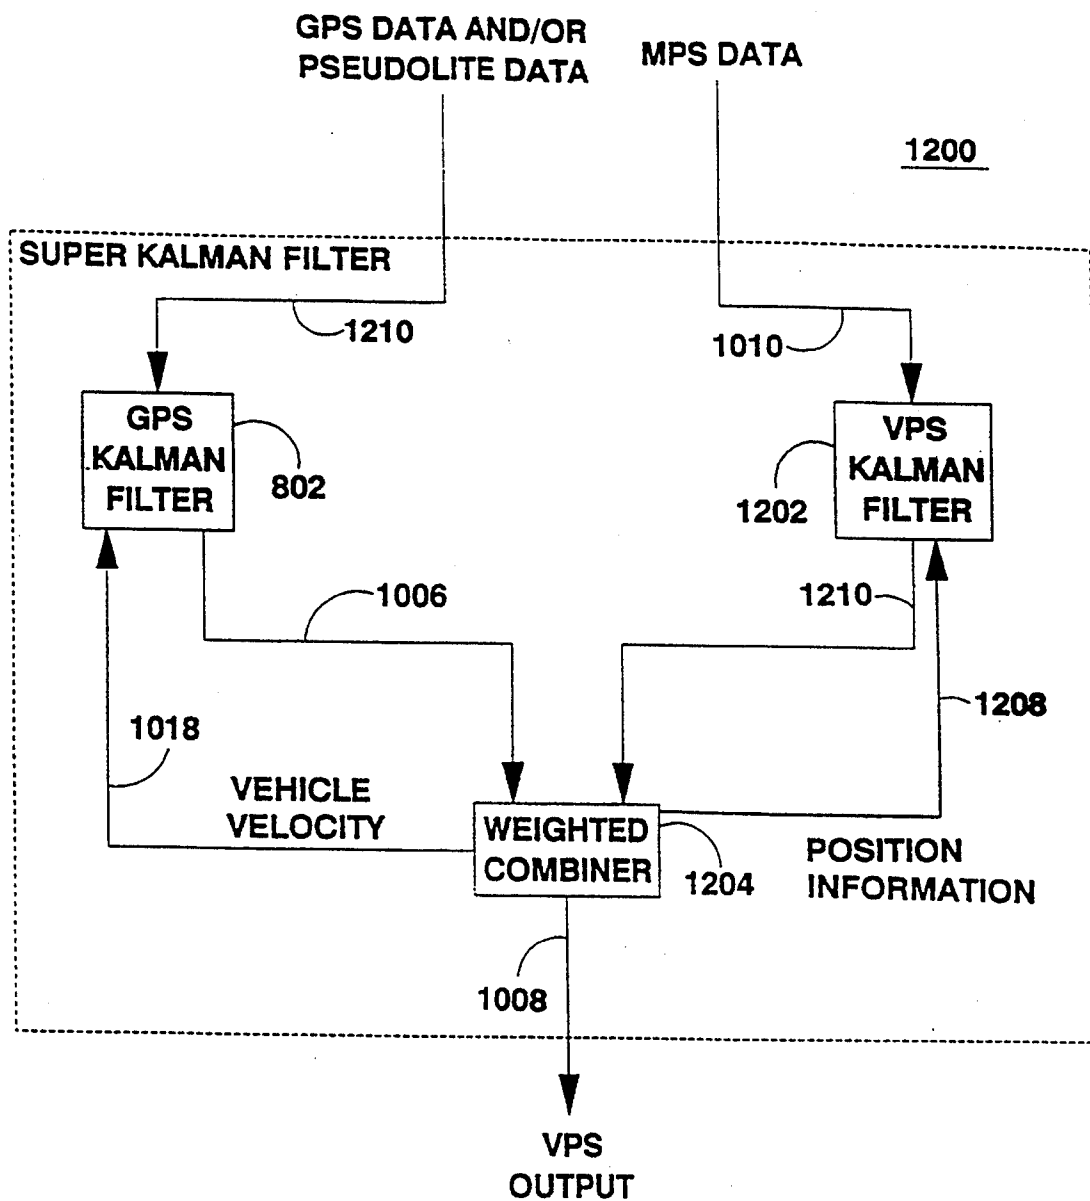 GPS DATA AND/OR
PSEUDOLITE DATA
MPS DATA
1200
SUPER KALMAN FILTER
1210
1010
GPS
KALMAN
FILTER
802
VPS
KALMAN
FILTER
1202
1006
1210
1208
1018
VEHICLE
VELOCITY
WEIGHTED
COMBINER
1204
POSITION
INFORMATION
1008
VPS
OUTPUT